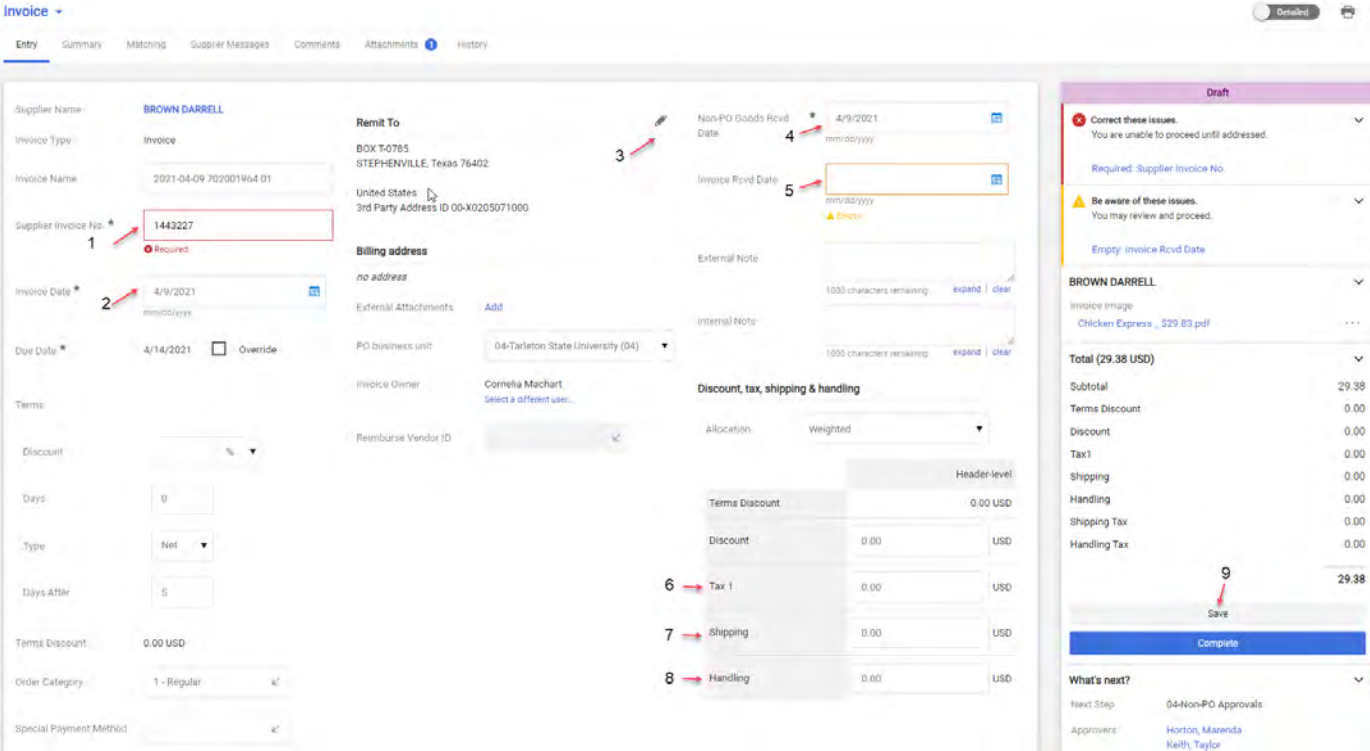 Invoice
Detailed
Entry Summary Matching Supplier Messages Comments Attachments 1 History
Supplier Name BROWN DARRELL
Invoice Type Invoice
Invoice Name 2021-04-09 702001964 01
Supplier Invoice No. * 1443227
1
Required
Invoice Date * 4/9/2021
2
mm/dd/yyyy
Due Date * 4/14/2021 Override
Terms
Discount %
Days 0
Type Net
Days After 5
Terms Discount 0.00 USD
Order Category 1 - Regular
Special Payment Method
Remit To
3
BOX T-0785
STEPHENVILLE, Texas 76402
United States
3rd Party Address ID 00-X0205071000
Billing address
no address
External Attachments Add
PO business unit 04-Tarleton State University (04)
Invoice Owner Cornelia Machart
Select a different user...
Reimburse Vendor ID
Non-PO Goods Rcvd Date * 4/9/2021
4
mm/dd/yyyy
Invoice Rcvd Date
5
mm/dd/yyyy
Empty
External Note
1000 characters remaining expand | clear
Internal Note
1000 characters remaining expand | clear
Discount, tax, shipping & handling
Allocation Weighted
Header-level
Terms Discount 0.00 USD
Discount 0.00 USD
6 Tax 1 0.00 USD
7 Shipping 0.00 USD
8 Handling 0.00 USD
Draft
Correct these issues.
You are unable to proceed until addressed.
Required: Supplier Invoice No.
Be aware of these issues.
You may review and proceed.
Empty: Invoice Rcvd Date
BROWN DARRELL
Invoice Image
Chicken Express _ $29.83.pdf ...
Total (29.38 USD)
Subtotal 29.38
Terms Discount 0.00
Discount 0.00
Tax1 0.00
Shipping 0.00
Handling 0.00
Shipping Tax 0.00
Handling Tax 0.00
29.38
9
Save
Complete
What's next?
Next Step 04-Non-PO Approvals
Approvers Horton, Marenda
Keith, Taylor